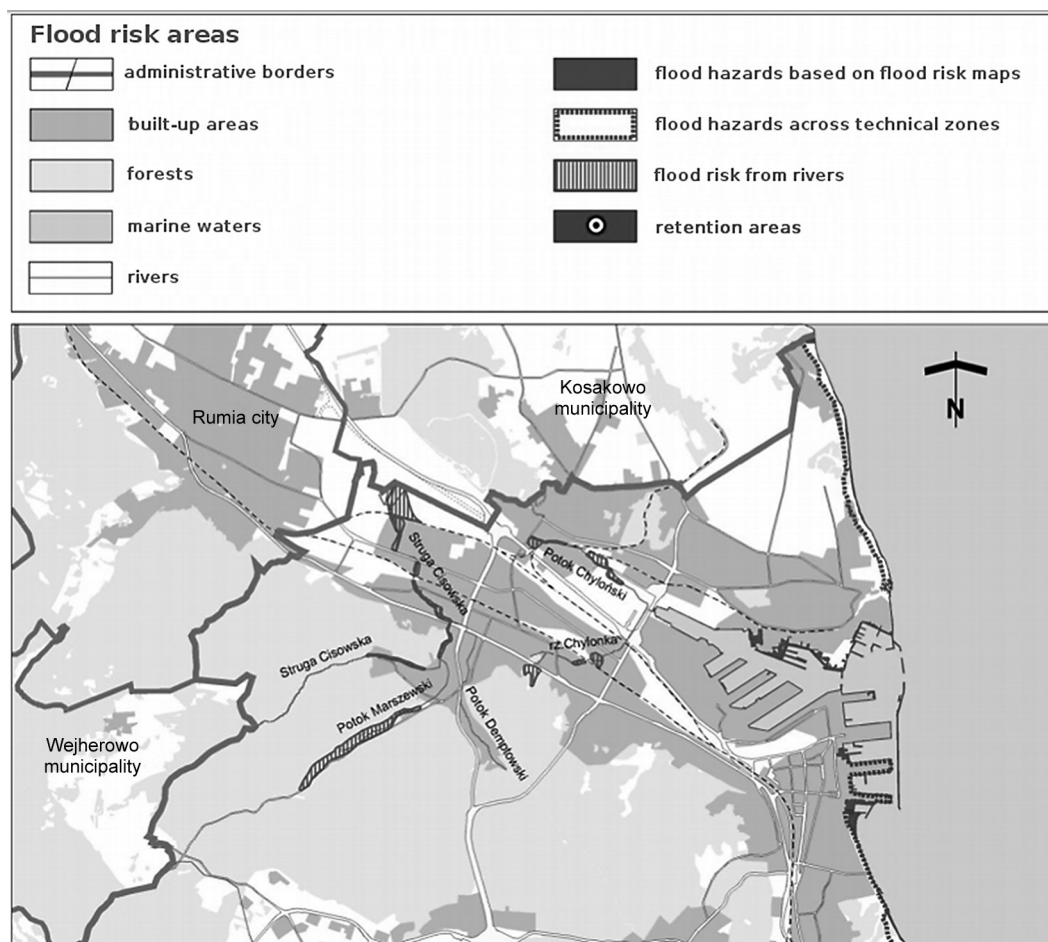 Flood risk areas
administrative borders
built-up areas
forests
marine waters
rivers
flood hazards based on flood risk maps
flood hazards across technical zones
flood risk from rivers
retention areas
Rumia city
Kosakowo
municipality
N
Struga Cisowska
Potok Chyloński
rz.Chylonka
Struga Cisowska
Potok Marszewski
Potok Demptowski
Wejherowo
municipality